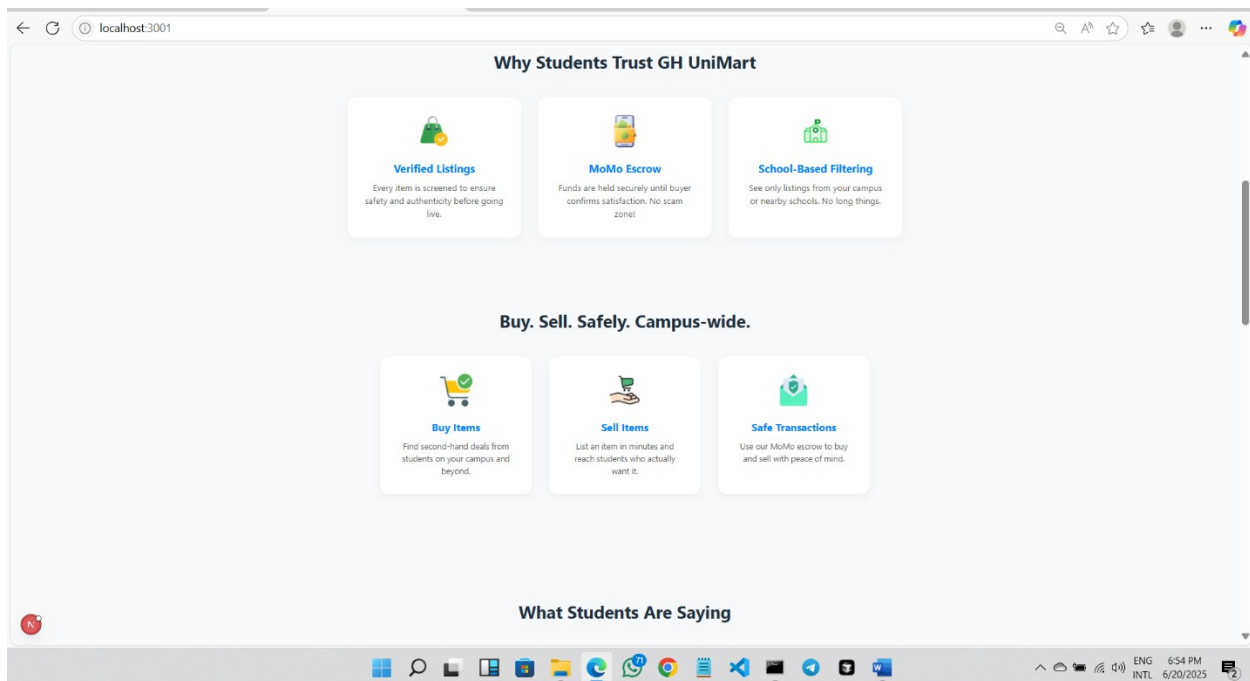 localhost:3001
Why Students Trust GH UniMart
Verified Listings
Every item is screened to ensure
safety and authenticity before going
live.
MoMo Escrow
Funds are held securely until buyer
confirms satisfaction. No scam
zone!
School-Based Filtering
See only listings from your campus
or nearby schools. No long things.
Buy. Sell. Safely. Campus-wide.
Buy Items
Find second-hand deals from
students on your campus and
beyond.
Sell Items
List an item in minutes and
reach students who actually
want it.
Safe Transactions
Use our MoMo escrow to buy
and sell with peace of mind.
What Students Are Saying
N
71
ENG
INTL
6:54 PM
6/20/2025
2